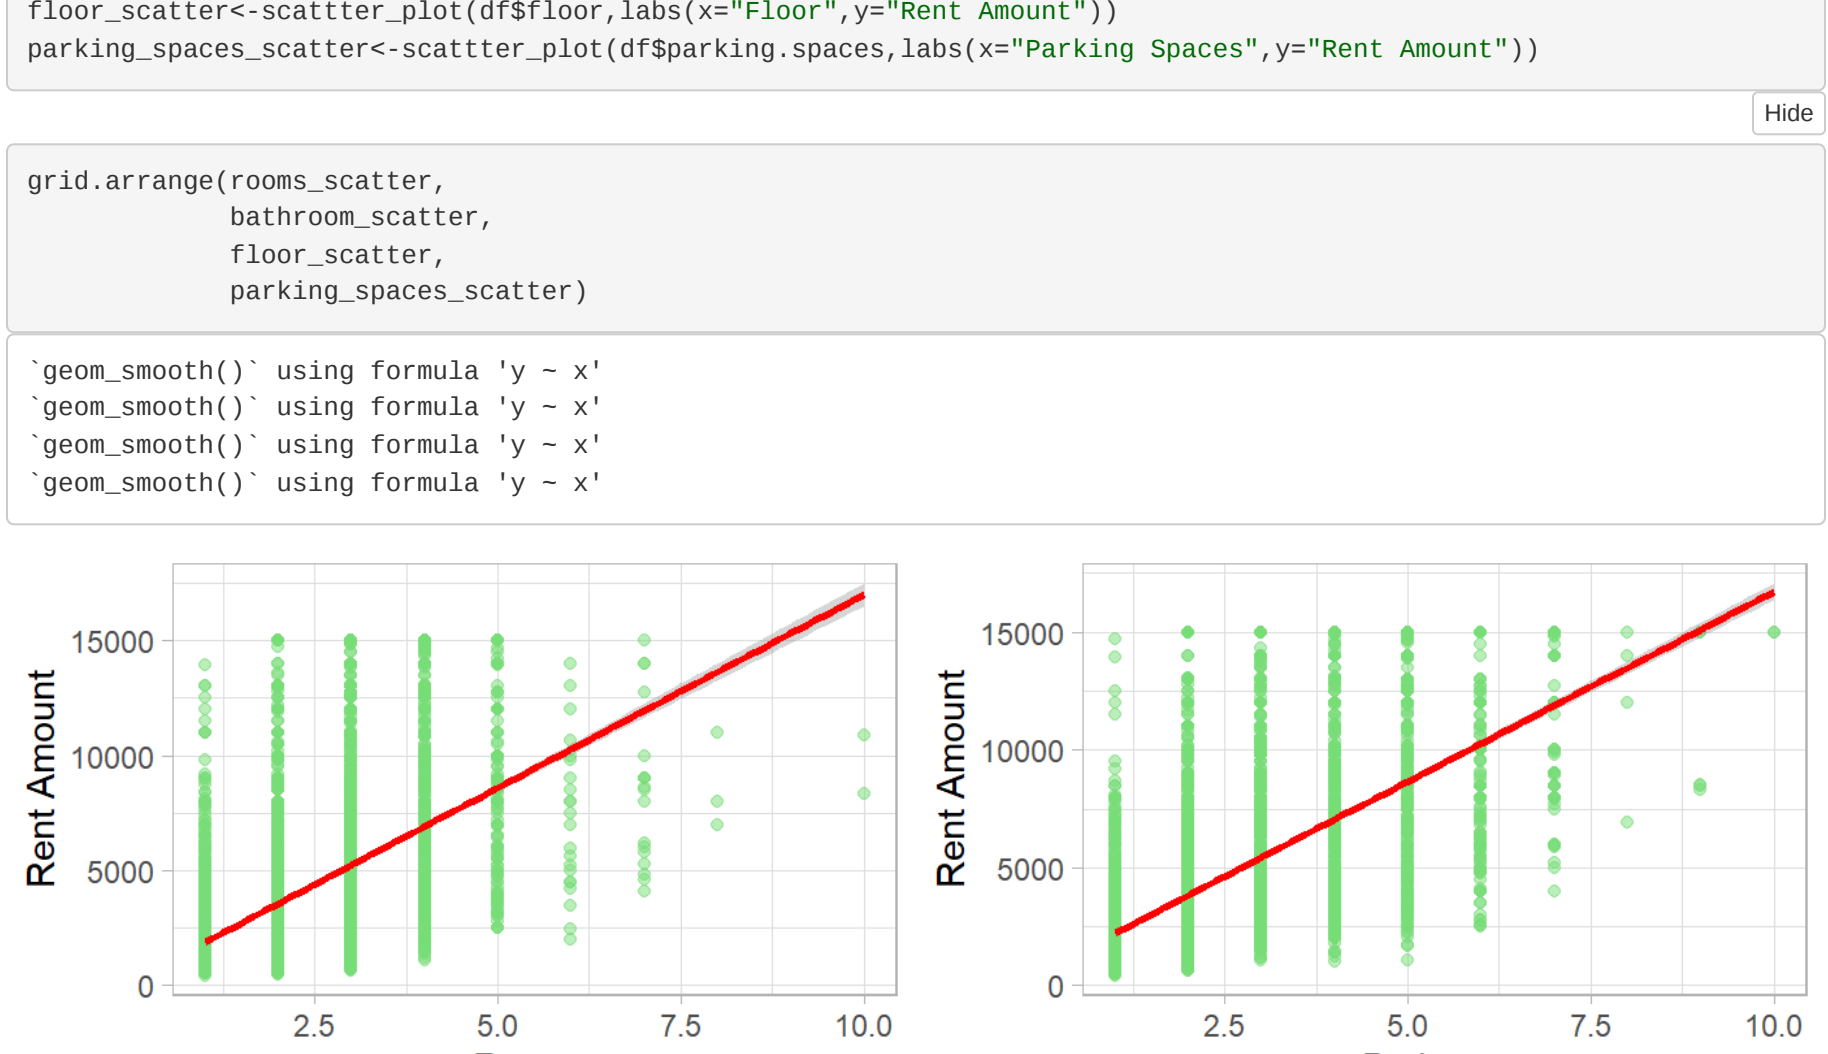 floor_scatter<-scattter_plot(df$floor,labs(x="Floor",y="Rent Amount"))
parking_spaces_scatter<-scattter_plot(df$parking.spaces,labs(x="Parking Spaces",y="Rent Amount"))
Hide
grid.arrange(rooms_scatter,
bathroom_scatter,
floor_scatter,
parking_spaces_scatter)
`geom_smooth()` using formula 'y ~ x'
`geom_smooth()` using formula 'y ~ x'
`geom_smooth()` using formula 'y ~ x'
`geom_smooth()` using formula 'y ~ x'
Rent Amount
15000
10000
5000
0
2.5 5.0 7.5 10.0
Rent Amount
15000
10000
5000
0
2.5 5.0 7.5 10.0